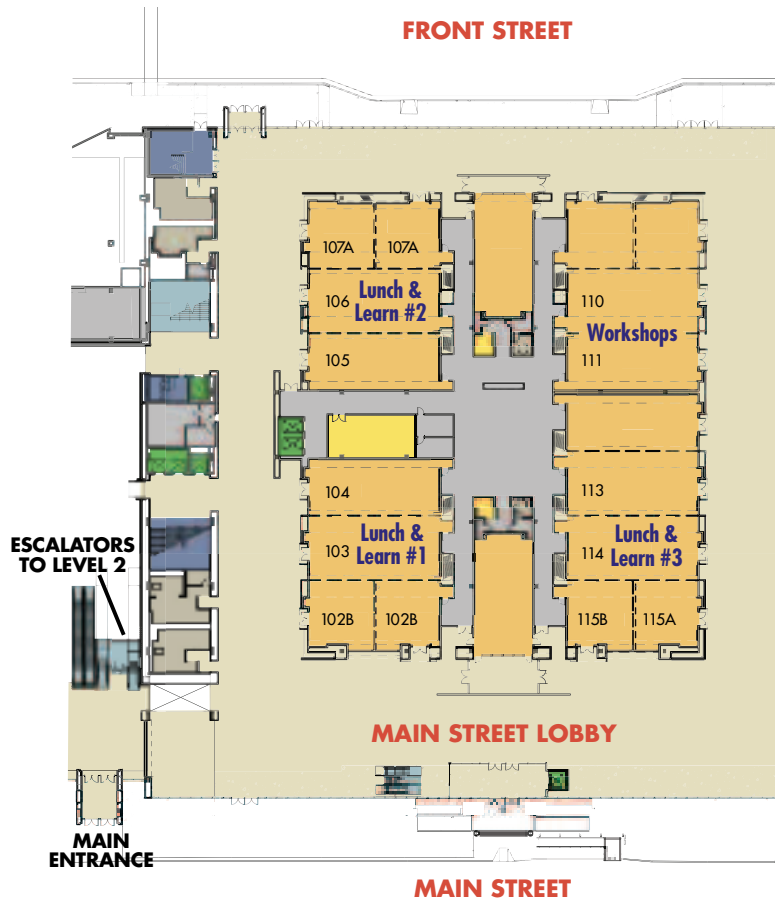 FRONT STREET
107A
107A
106
Lunch &
Learn #2
105
110
Workshops
111
104
103
Lunch &
Learn #1
102B
102B
113
114
Lunch &
Learn #3
115B
115A
ESCALATORS
TO LEVEL 2
MAIN STREET LOBBY
MAIN
ENTRANCE
MAIN STREET